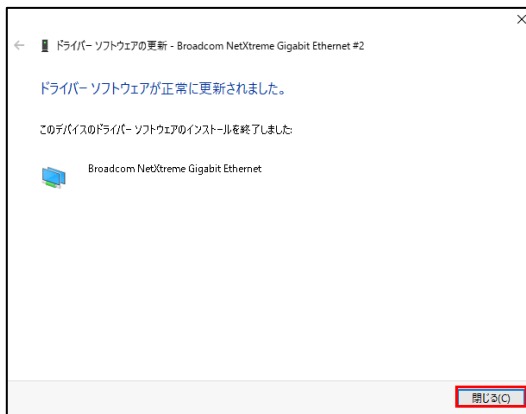 ドライバー ソフトウェアの更新 - Broadcom NetXtreme Gigabit Ethernet #2
ドライバー ソフトウェアが正常に更新されました。
このデバイスのドライバー ソフトウェアのインストールを終了しました:
Broadcom NetXtreme Gigabit Ethernet
閉じる(C)